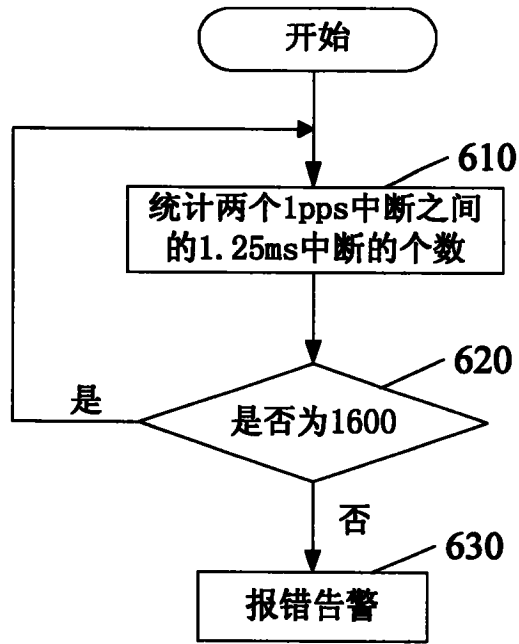 开始
610
统计两个1pps中断之间
的1.25ms中断的个数
620
是否为1600
是
否
630
报错告警